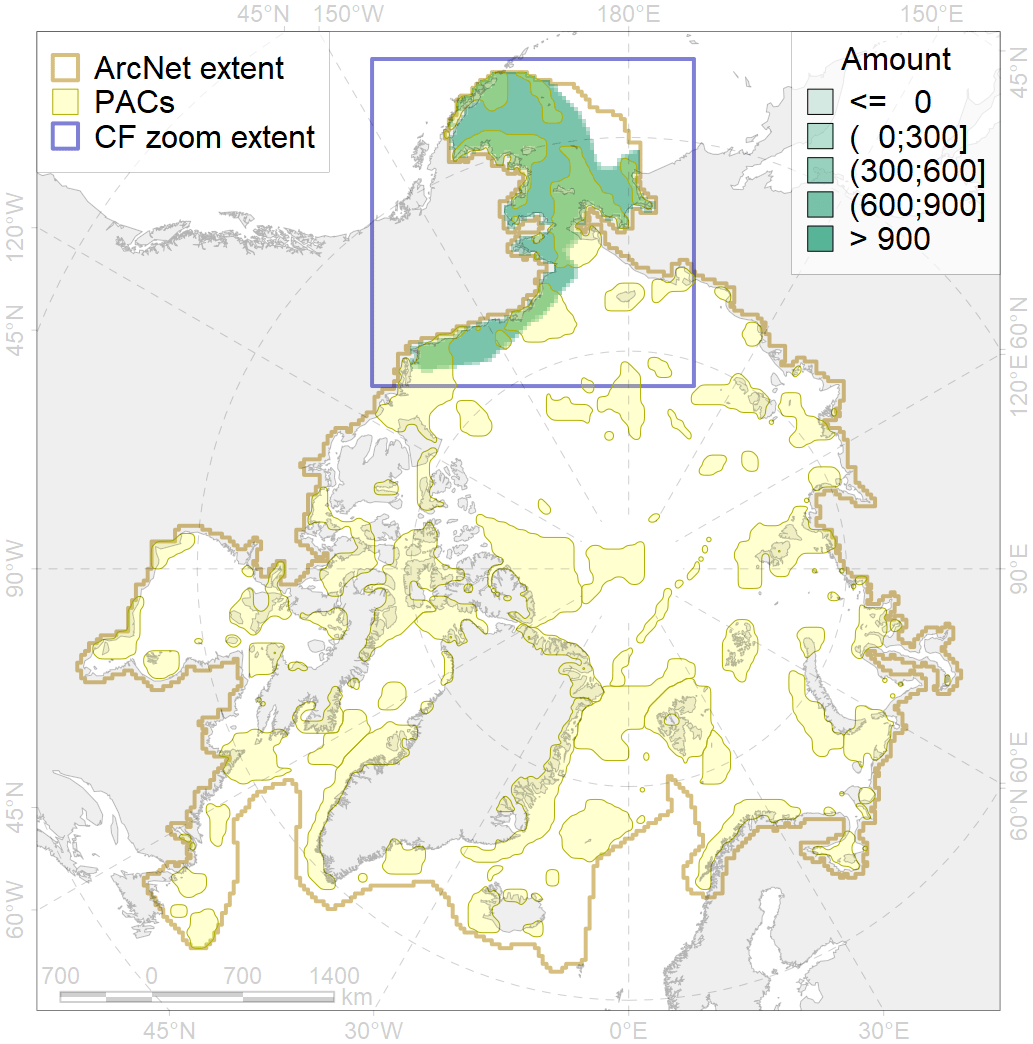 45°N 150°W 180°E 150°E
ArcNet extent
PACs
CF zoom extent
Amount
<= 0
( 0;300]
(300;600]
(600;900]
> 900
45°N
120°W
45°N
90°W
45°N
60°W
60°N
120°E
90°E
60°E
60°N
700 0 700 1400
km
45°N 30°W 0°E 30°E